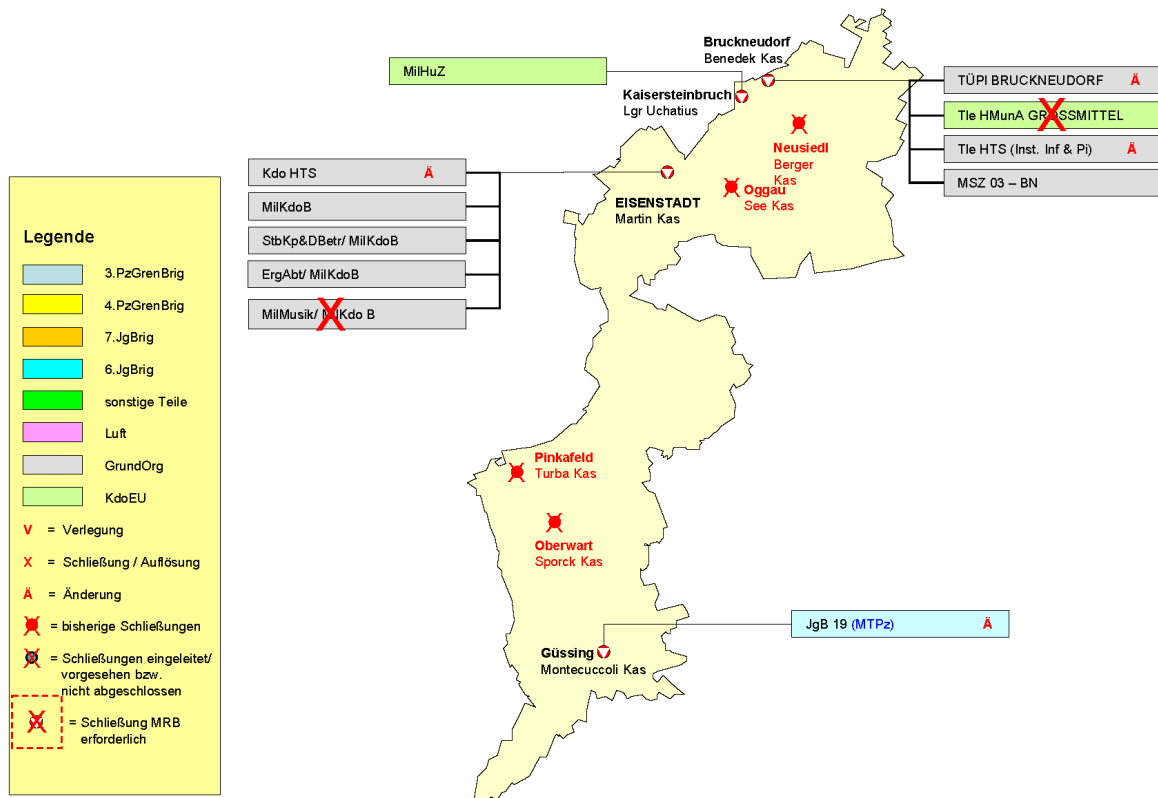 MilHuZ
Bruckneudorf
Benedek Kas
Kaisersteinbruch
Lgr Uchatius
TÜPl BRUCKNEUDORF Ä
Tle HMunA GROSSMITTEL
Tle HTS (Inst. Inf & Pi) Ä
MSZ 03 – BN
Neusiedl
Berger
Kas
Oggau
See Kas
Kdo HTS Ä
MilKdoB
StbKp&DBetr/ MilKdoB
ErgAbt/ MilKdoB
MilMusik/ MilKdo B
EISENSTADT
Martin Kas
Legende
3.PzGrenBrig
4.PzGrenBrig
7.JgBrig
6.JgBrig
sonstige Teile
Luft
GrundOrg
KdoEU
V = Verlegung
X = Schließung / Auflösung
Ä = Änderung
= bisherige Schließungen
= Schließungen eingeleitet/
vorgesehen bzw.
nicht abgeschlossen
= Schließung MRB
erforderlich
Pinkafeld
Turba Kas
Oberwart
Sporck Kas
JgB 19 (MTPz) Ä
Güssing
Montecuccoli Kas